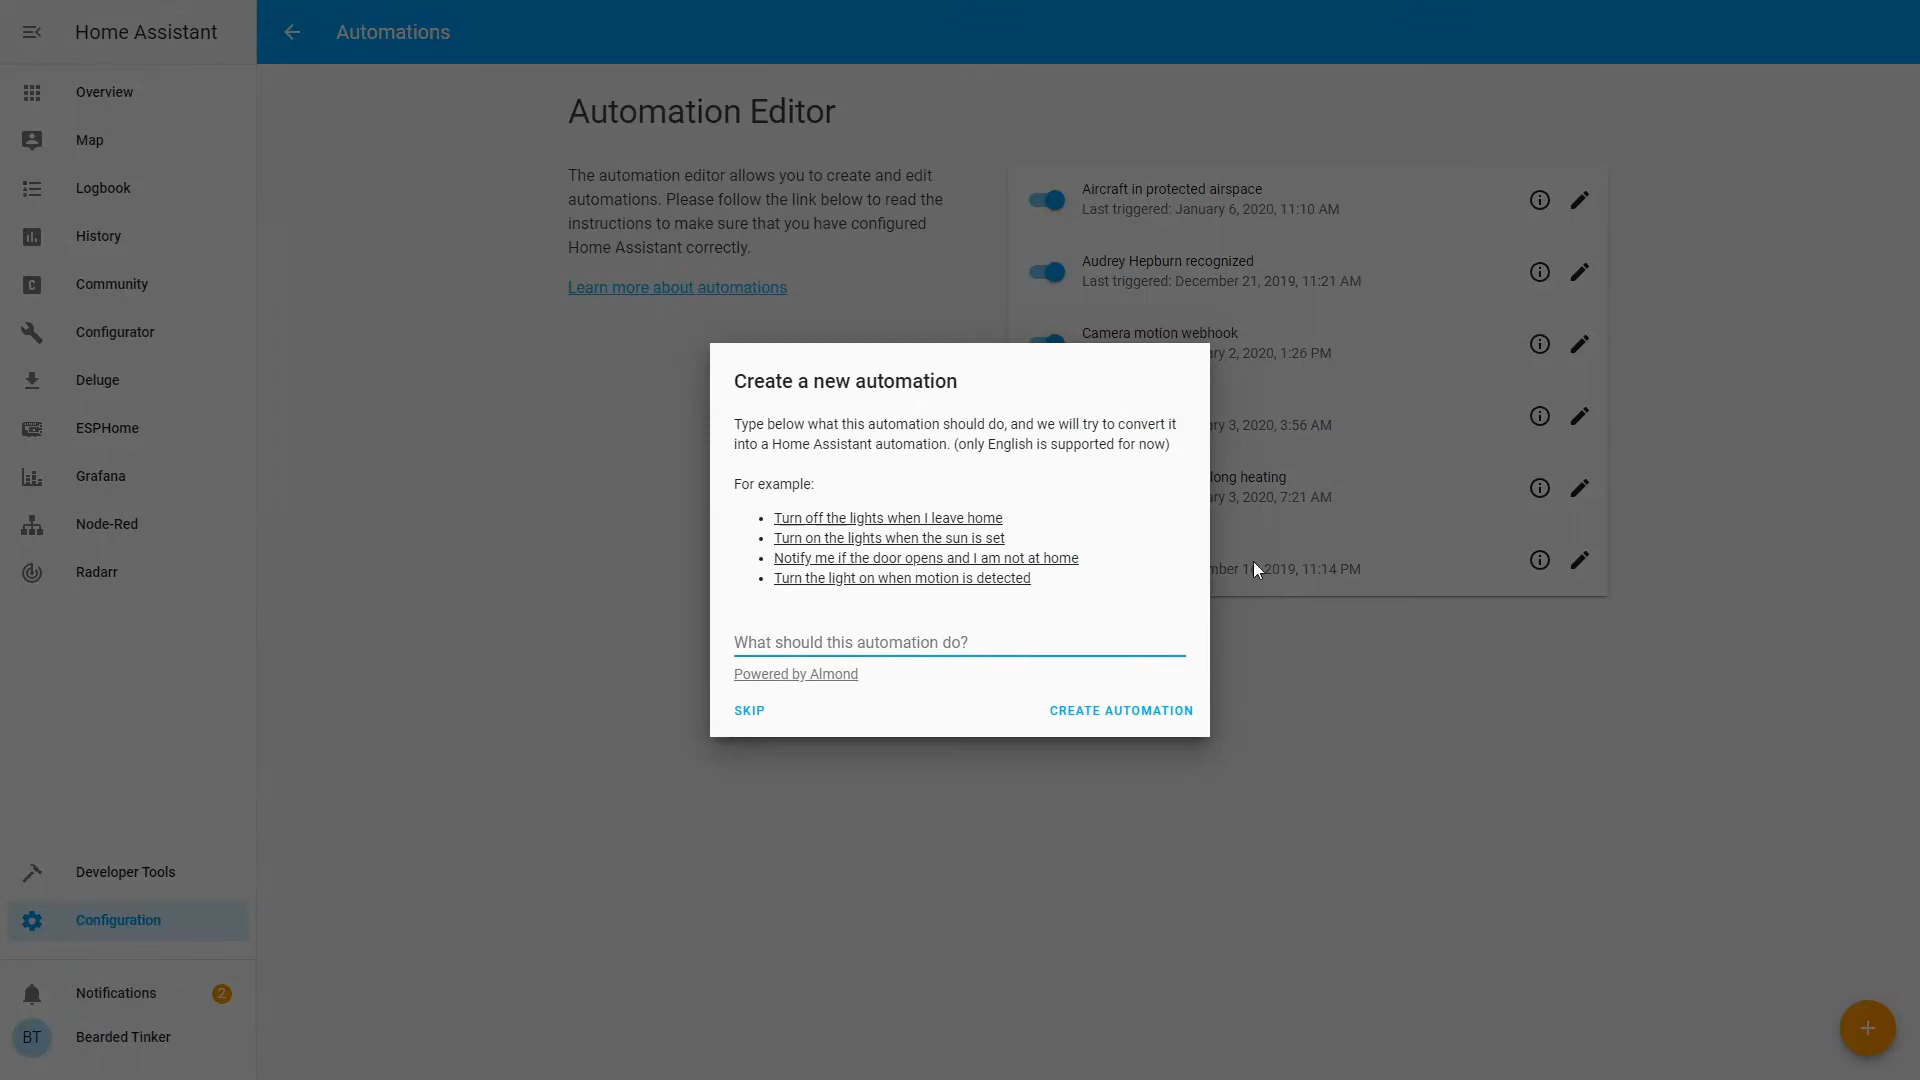 Home Assistant
Automations
Overview
Map
Logbook
History
Community
Configurator
Deluge
ESPHome
Grafana
Node-Red
Radarr
Developer Tools
Configuration
Notifications
2
BT
Bearded Tinker
Automation Editor
The automation editor allows you to create and edit
automations. Please follow the link below to read the
instructions to make sure that you have configured
Home Assistant correctly.
Learn more about automations
Aircraft in protected airspace
Last triggered: January 6, 2020, 11:10 AM
Audrey Hepburn recognized
Last triggered: December 21, 2019, 11:21 AM
Camera motion webhook
2, 2020, 1:26 PM
3, 2020, 3:56 AM
long heating
3, 2020, 7:21 AM
2019, 11:14 PM
Create a new automation
Type below what this automation should do, and we will try to convert it
into a Home Assistant automation. (only English is supported for now)
For example:
• Turn off the lights when I leave home
• Turn on the lights when the sun is set
• Notify me if the door opens and I am not at home
• Turn the light on when motion is detected
What should this automation do?
Powered by Almond
SKIP
CREATE AUTOMATION